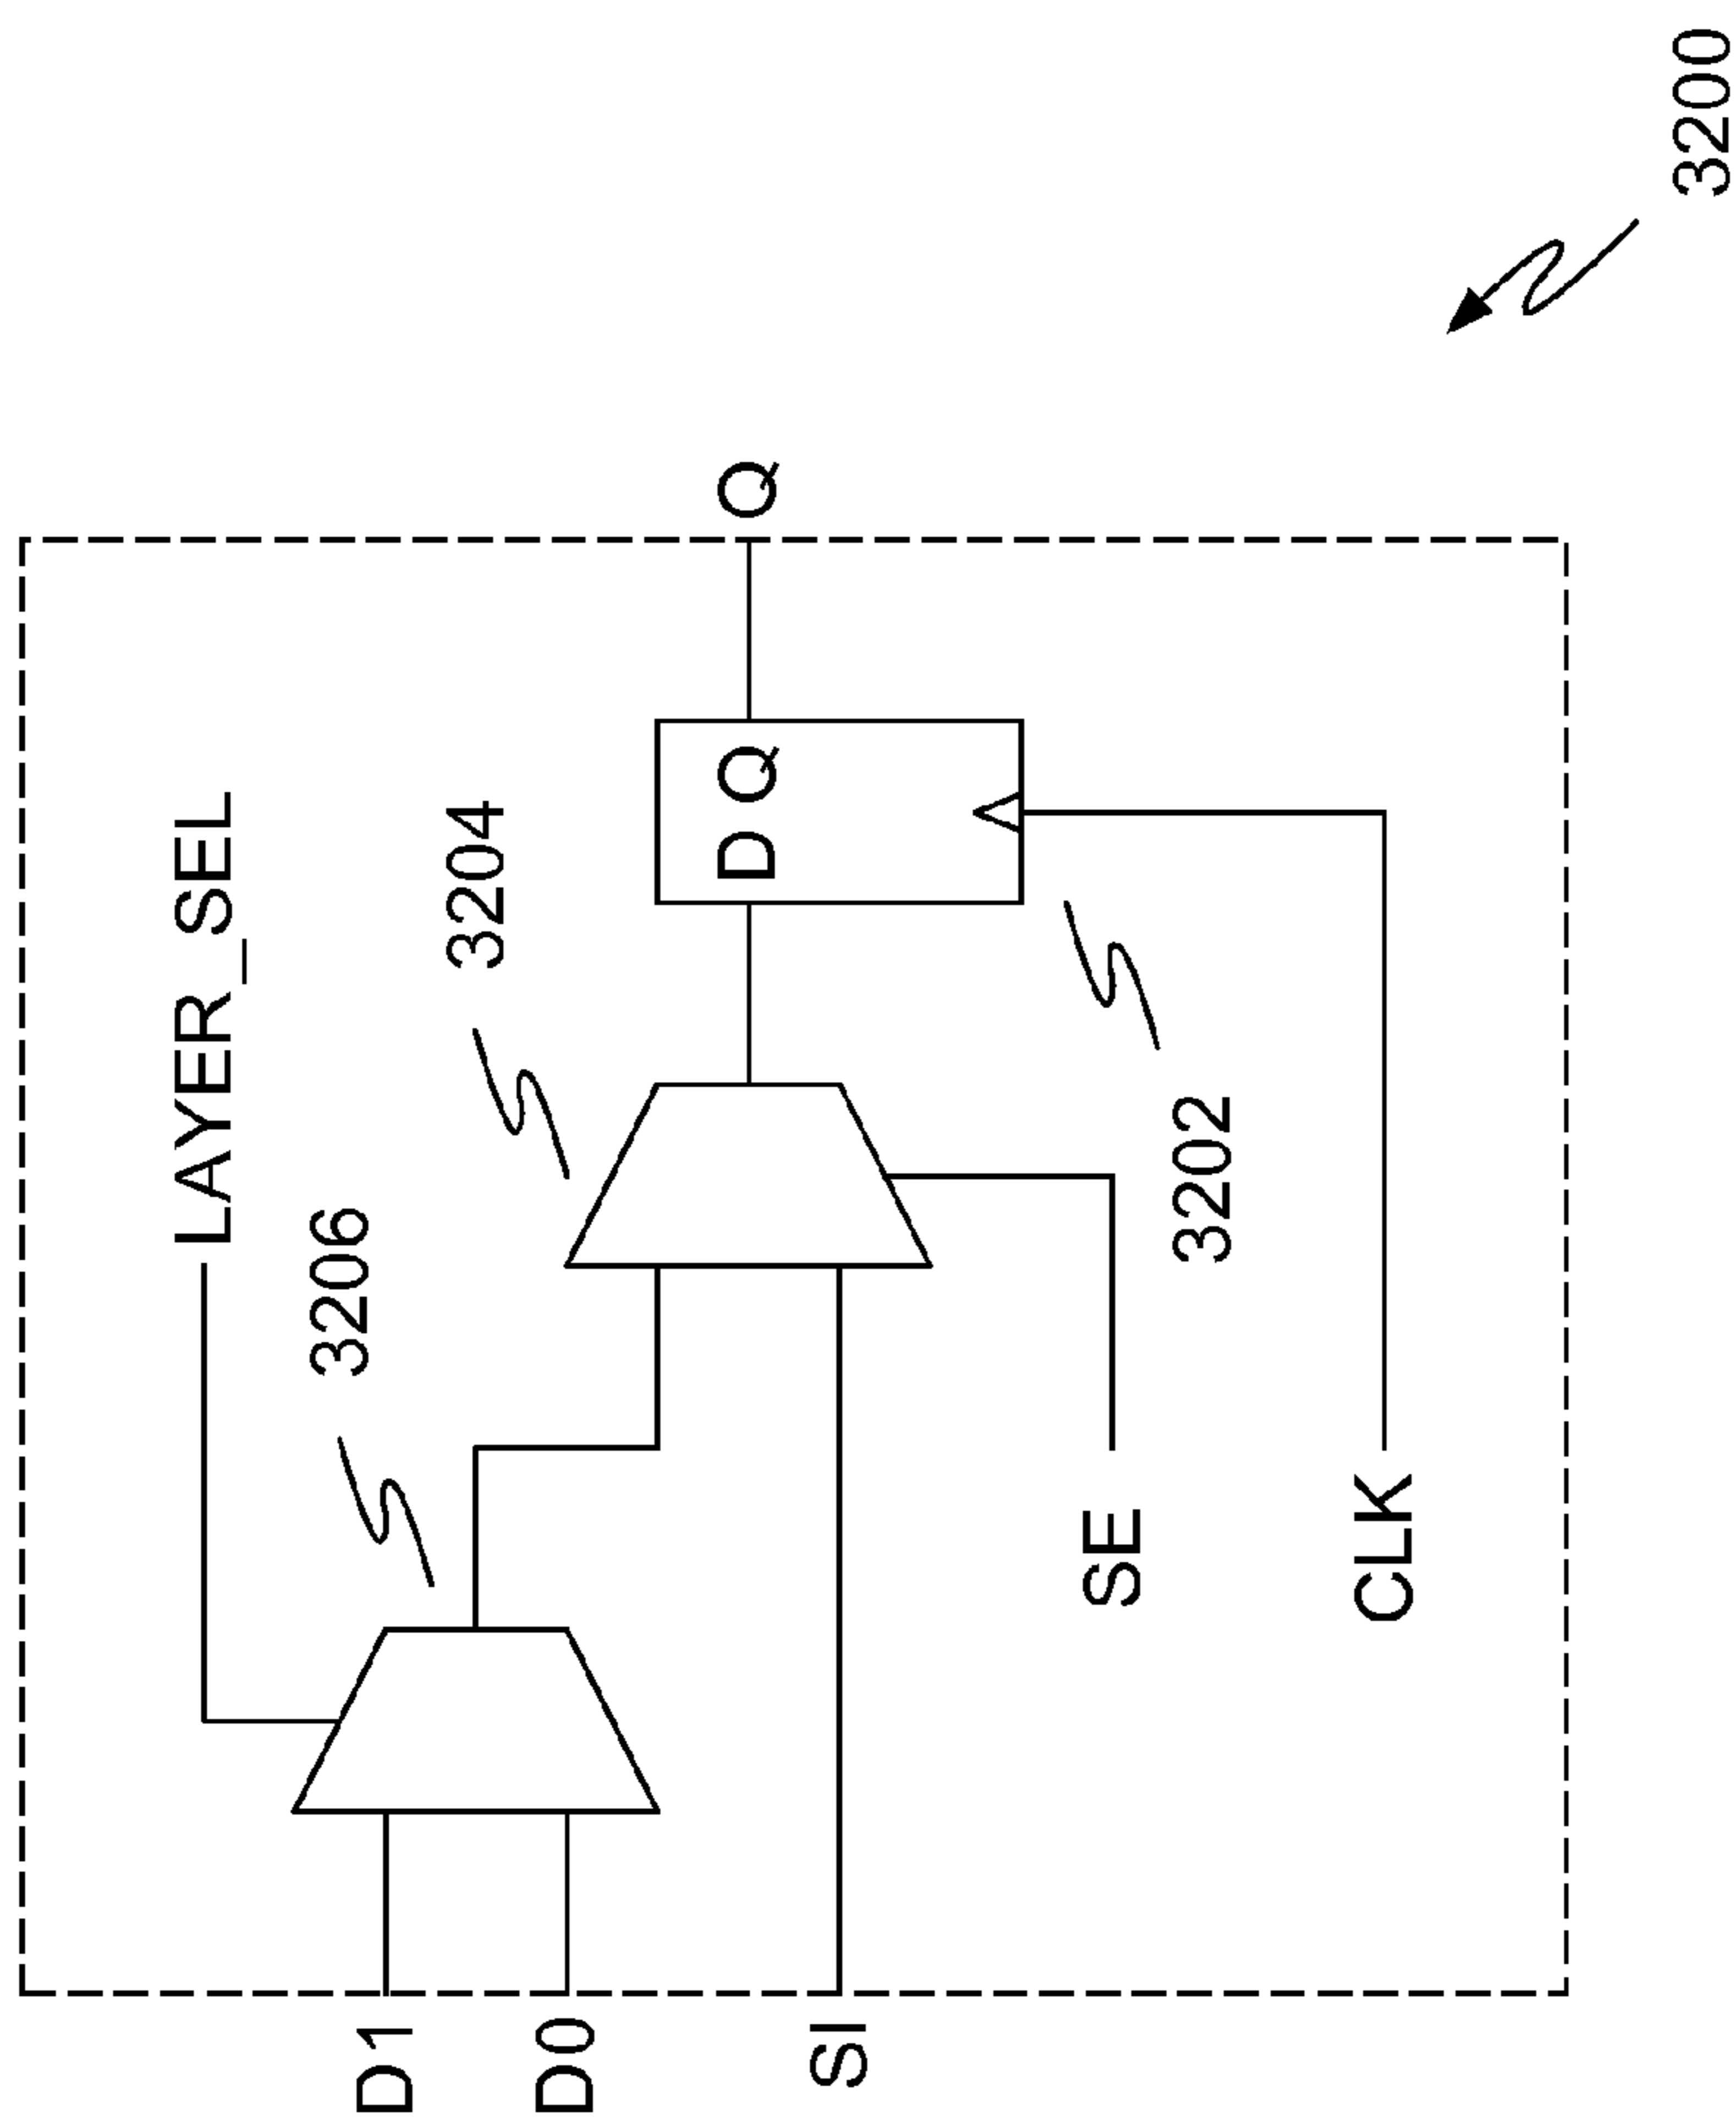 LAYER_SEL
3206
3204
D1
D0
D Q
Q
SI
SE
3202
CLK
3200